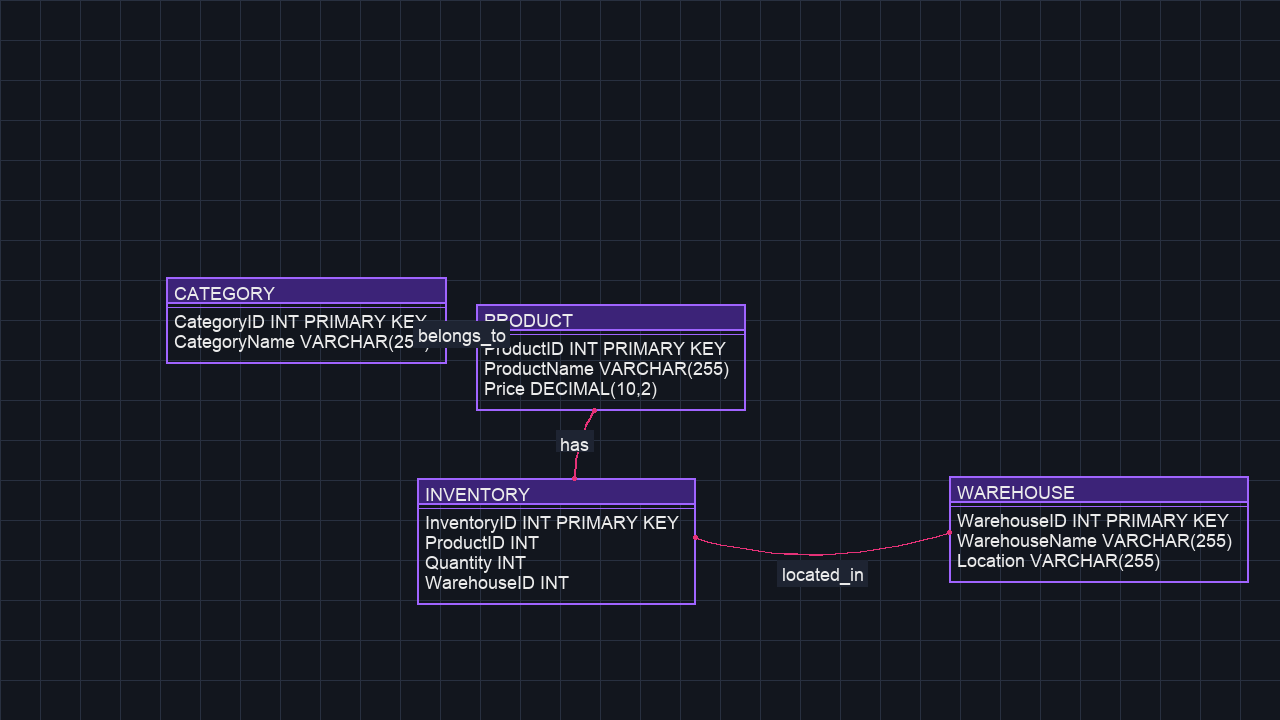 CATEGORY
CategoryID INT PRIMARY KEY
CategoryName VARCHAR(25
belongs_to
PRODUCT
ProductID INT PRIMARY KEY
ProductName VARCHAR(255)
Price DECIMAL(10,2)
has
INVENTORY
InventoryID INT PRIMARY KEY
ProductID INT
Quantity INT
WarehouseID INT
located_in
WAREHOUSE
WarehouseID INT PRIMARY KEY
WarehouseName VARCHAR(255)
Location VARCHAR(255)